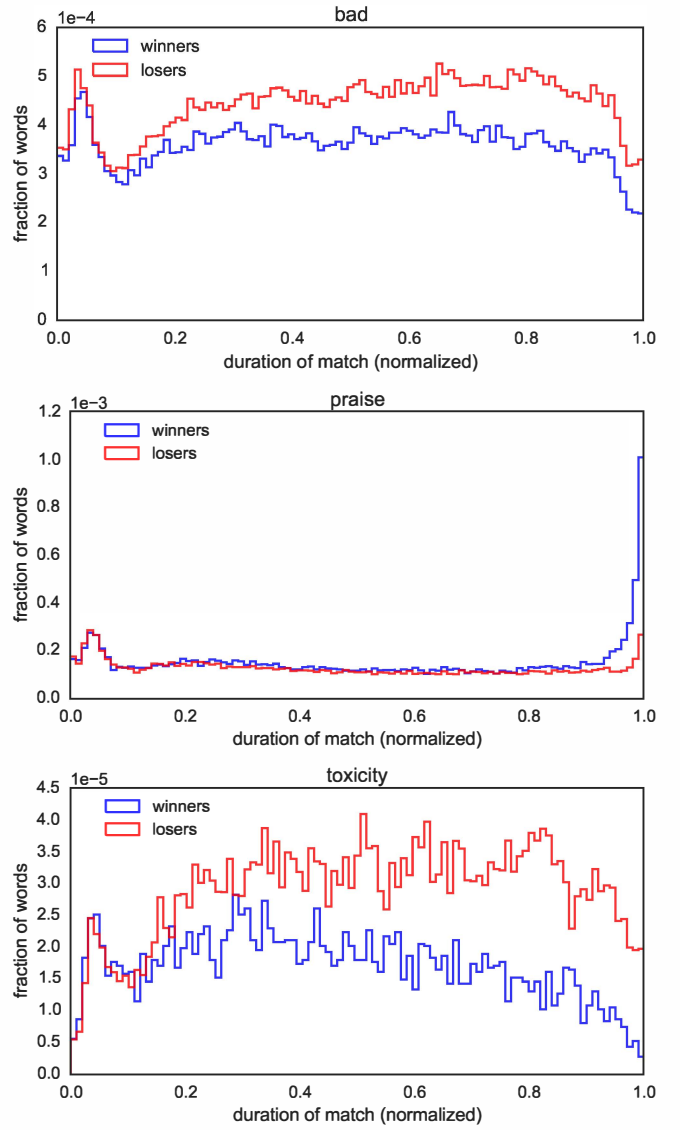 bad
1e−4
winners
losers
6
5
4
3
2
1
0
fraction of words
0.0 0.2 0.4 0.6 0.8 1.0
duration of match (normalized)
praise
1e−3
winners
losers
1.2
1.0
0.8
0.6
0.4
0.2
0.0
fraction of words
0.0 0.2 0.4 0.6 0.8 1.0
duration of match (normalized)
toxicity
1e−5
winners
losers
4.5
4.0
3.5
3.0
2.5
2.0
1.5
1.0
0.5
0.0
fraction of words
0.0 0.2 0.4 0.6 0.8 1.0
duration of match (normalized)